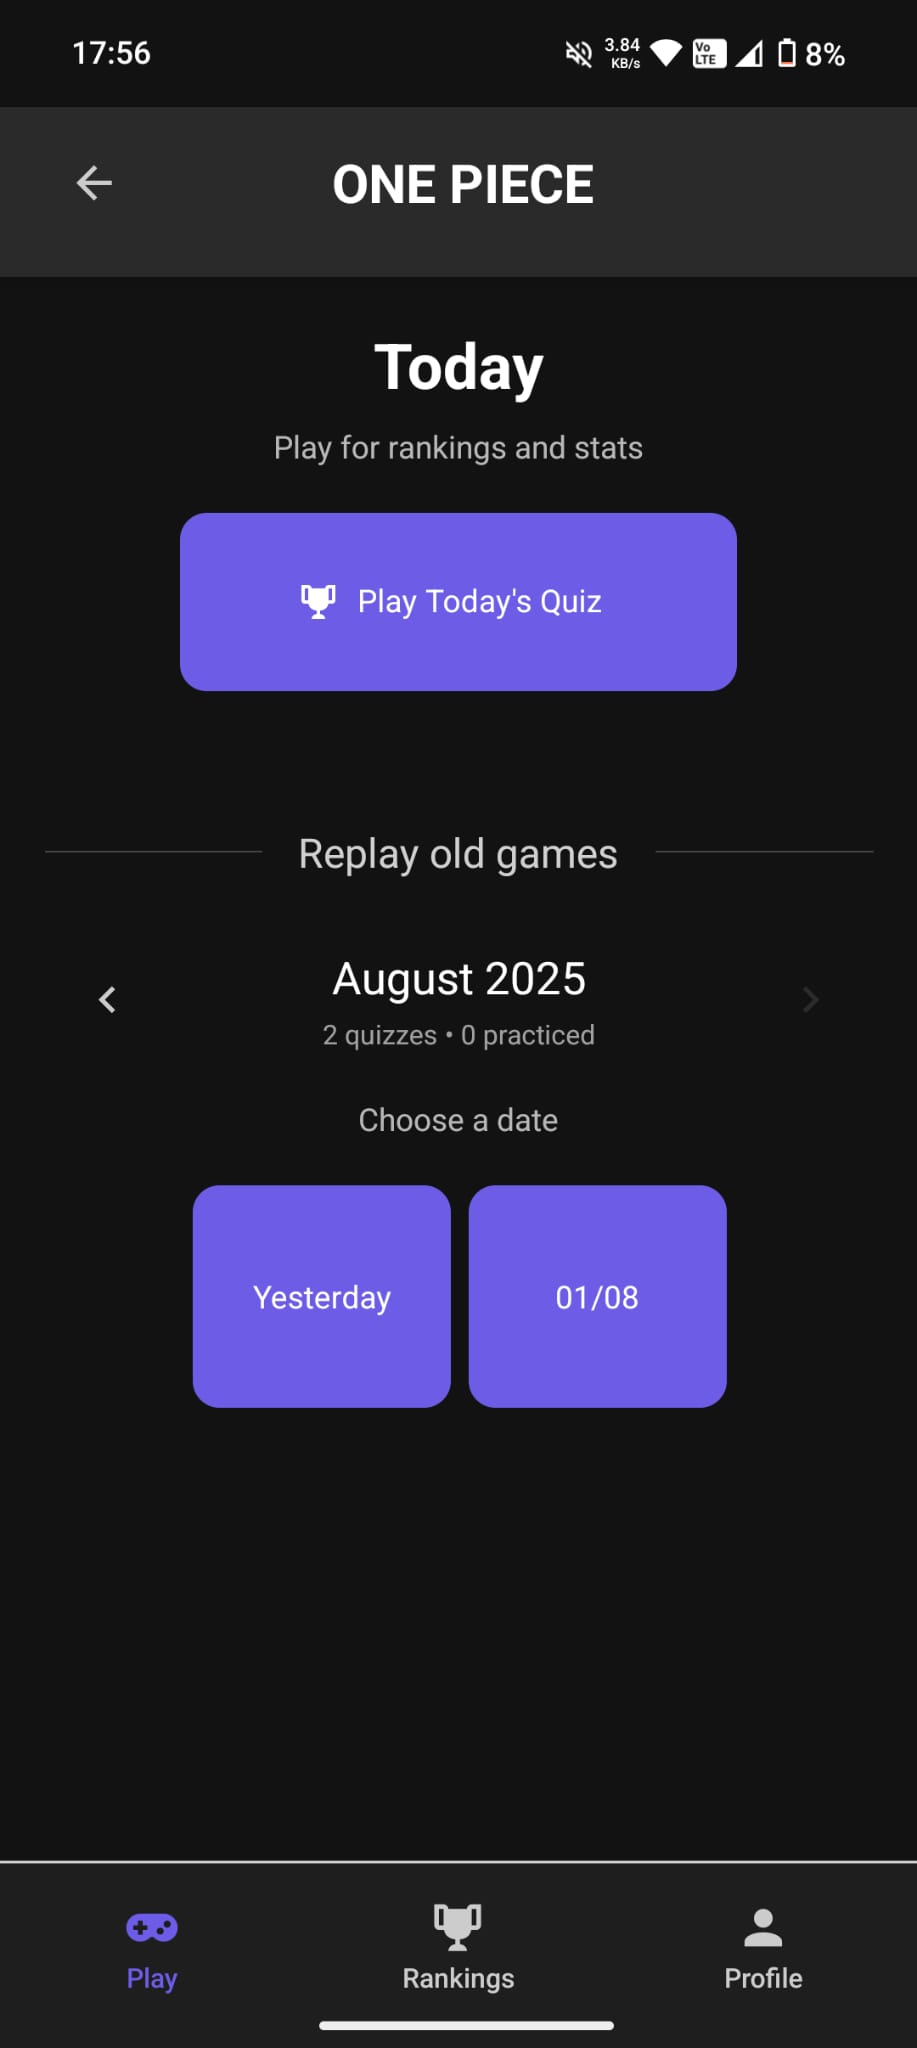 17:56
3.84
KB/s
Vo
LTE
8%
ONE PIECE
Today
Play for rankings and stats
Play Today's Quiz
Replay old games
August 2025
2 quizzes • 0 practiced
Choose a date
Yesterday
01/08
Play
Rankings
Profile